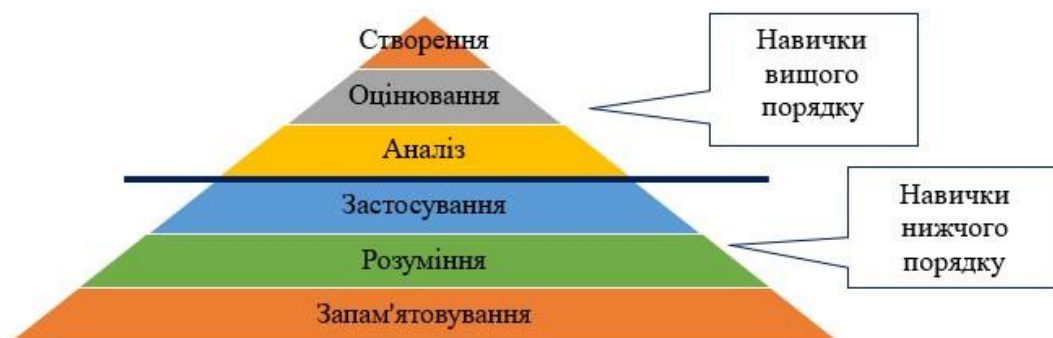 Створення
Оцінювання
Аналіз
Застосування
Розуміння
Запам'ятовування
Навички
вищого
порядку
Навички
нижчого
порядку